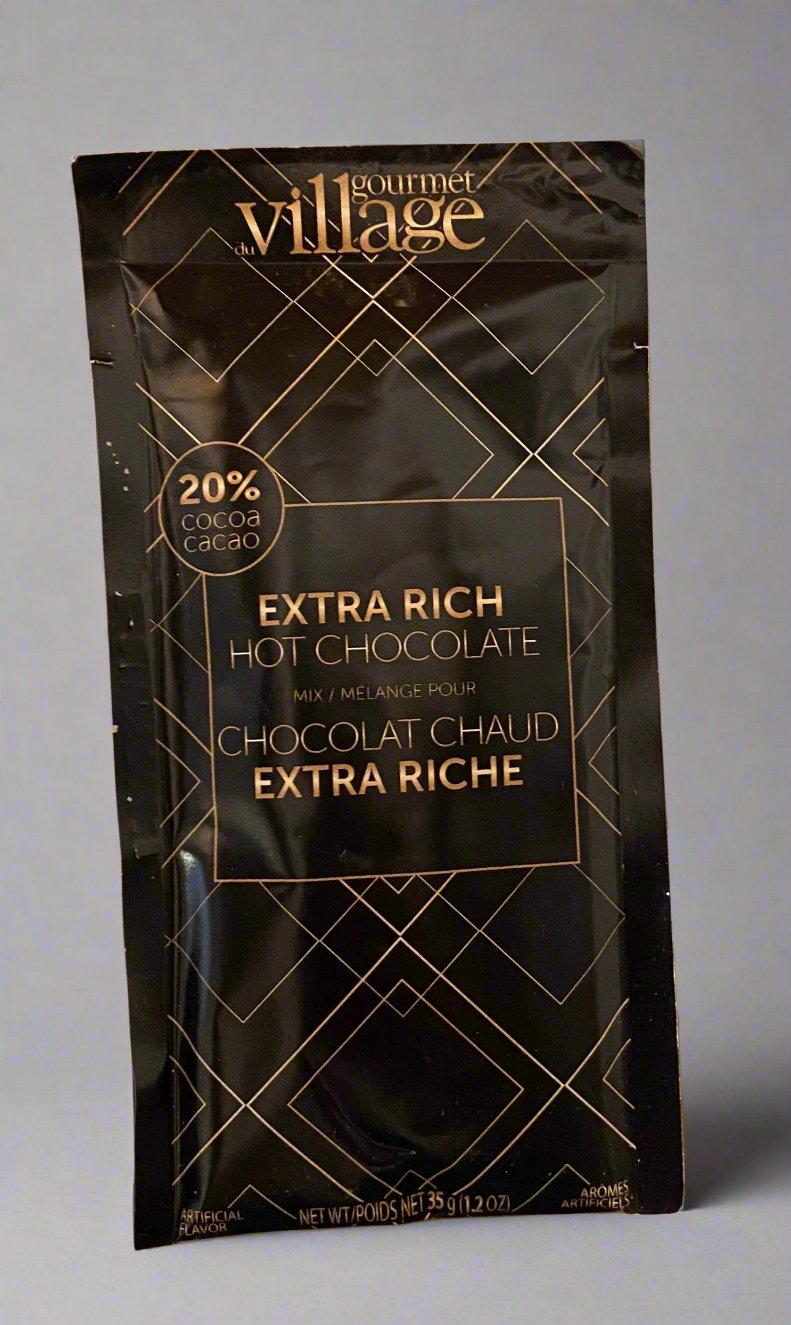 gourmet
du village
20%
cocoa
cacao
EXTRA RICH
HOT CHOCOLATE
MIX / MÉLANGE POUR
CHOCOLAT CHAUD
EXTRA RICHE
ARTIFICIAL
FLAVOR
NET WT/POIDS NET 35 g (1.2 OZ)
ARÔMES
ARTIFICIELS